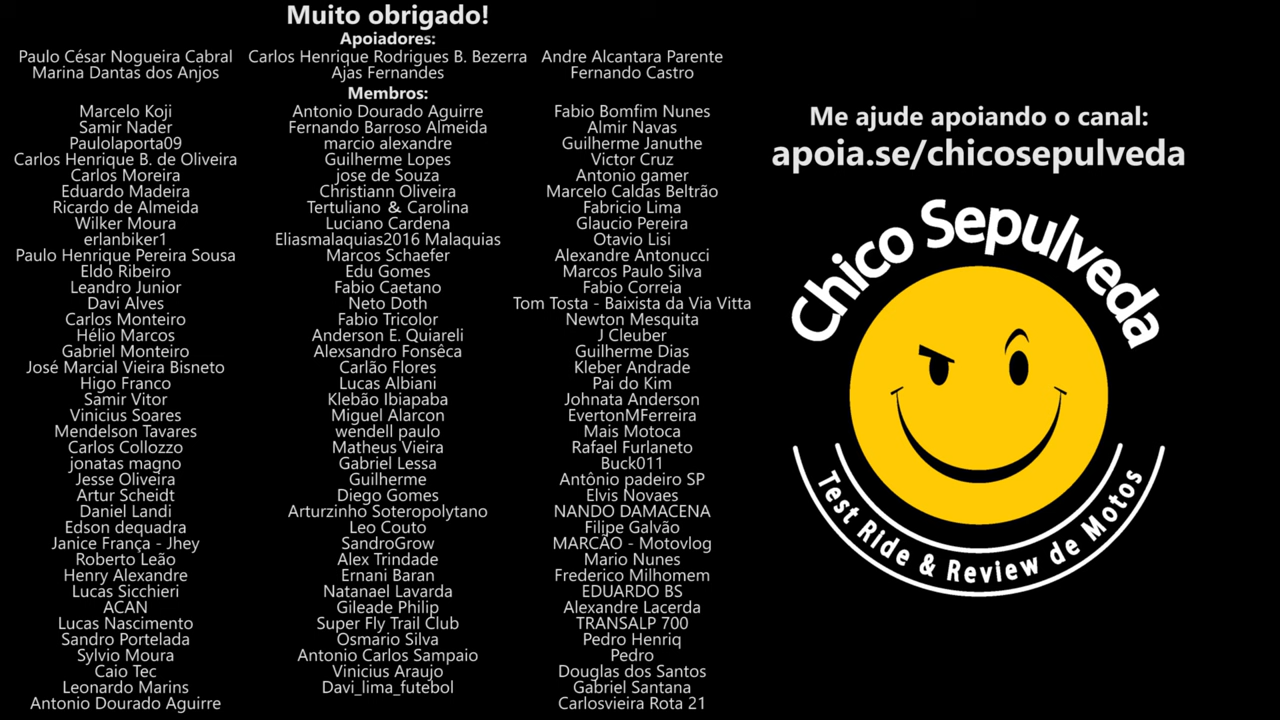 Muito obrigado!
Apoiadores:
Paulo César Nogueira Cabral
Marina Dantas dos Anjos
Carlos Henrique Rodrigues B. Bezerra
Ajas Fernandes
Andre Alcantara Parente
Fernando Castro
Membros:
Marcelo Koji
Samir Nader
Paulolaporta09
Carlos Henrique B. de Oliveira
Carlos Moreira
Eduardo Madeira
Ricardo de Almeida
Wilker Moura
erlanbiker1
Paulo Henrique Pereira Sousa
Eldo Ribeiro
Leandro Junior
Davi Alves
Carlos Monteiro
Hélio Marcos
Gabriel Monteiro
José Marcial Vieira Bisneto
Higo Franco
Samir Vitor
Vinicius Soares
Mendelson Tavares
Carlos Collozzo
jonatas magno
Jesse Oliveira
Artur Scheidt
Daniel Landi
Edson dequadra
Janice França - Jhey
Roberto Leão
Henry Alexandre
Lucas Sicchieri
ACAN
Lucas Nascimento
Sandro Portelada
Sylvio Moura
Caio Tec
Leonardo Marins
Antonio Dourado Aguirre
Antonio Dourado Aguirre
Fernando Barroso Almeida
marcio alexandre
Guilherme Lopes
jose de Souza
Christiann Oliveira
Tertuliano & Carolina
Luciano Cardena
Eliasmalaquias2016 Malaquias
Marcos Schaefer
Edu Gomes
Fabio Caetano
Neto Doth
Fabio Tricolor
Anderson E. Quiareli
Alexsandro Fonsêca
Carlão Flores
Lucas Albiani
Klebão Ibiapaba
Miguel Alarcon
wendell paulo
Matheus Vieira
Gabriel Lessa
Guilherme
Diego Gomes
Arturzinho Soteropolytano
Leo Couto
SandroGrow
Alex Trindade
Ernani Baran
Natanael Lavarda
Gileade Philip
Super Fly Trail Club
Osmario Silva
Antonio Carlos Sampaio
Vinicius Araujo
Davi_lima_futebol
Fabio Bomfim Nunes
Almir Navas
Guilherme Januthe
Victor Cruz
Antonio gamer
Marcelo Caldas Beltrão
Fabricio Lima
Glaucio Pereira
Otavio Lisi
Alexandre Antonucci
Marcos Paulo Silva
Fabio Correia
Tom Tosta - Baixista da Via Vitta
Newton Mesquita
J Cleuber
Guilherme Dias
Kleber Andrade
Pai do Kim
Johnata Anderson
EvertonMFerreira
Mais Motoca
Rafael Furlaneto
Buck011
Antônio padeiro SP
Elvis Novaes
NANDO DAMACENA
Filipe Galvão
MARCÃO - Motovlog
Mario Nunes
Frederico Milhomem
EDUARDO BS
Alexandre Lacerda
TRANSALP 700
Pedro Henriq
Pedro
Douglas dos Santos
Gabriel Santana
Carlosvieira Rota 21
Me ajude apoiando o canal:
apoia.se/chicosepulveda
Chico Sepulveda
Test Ride & Review de Motos